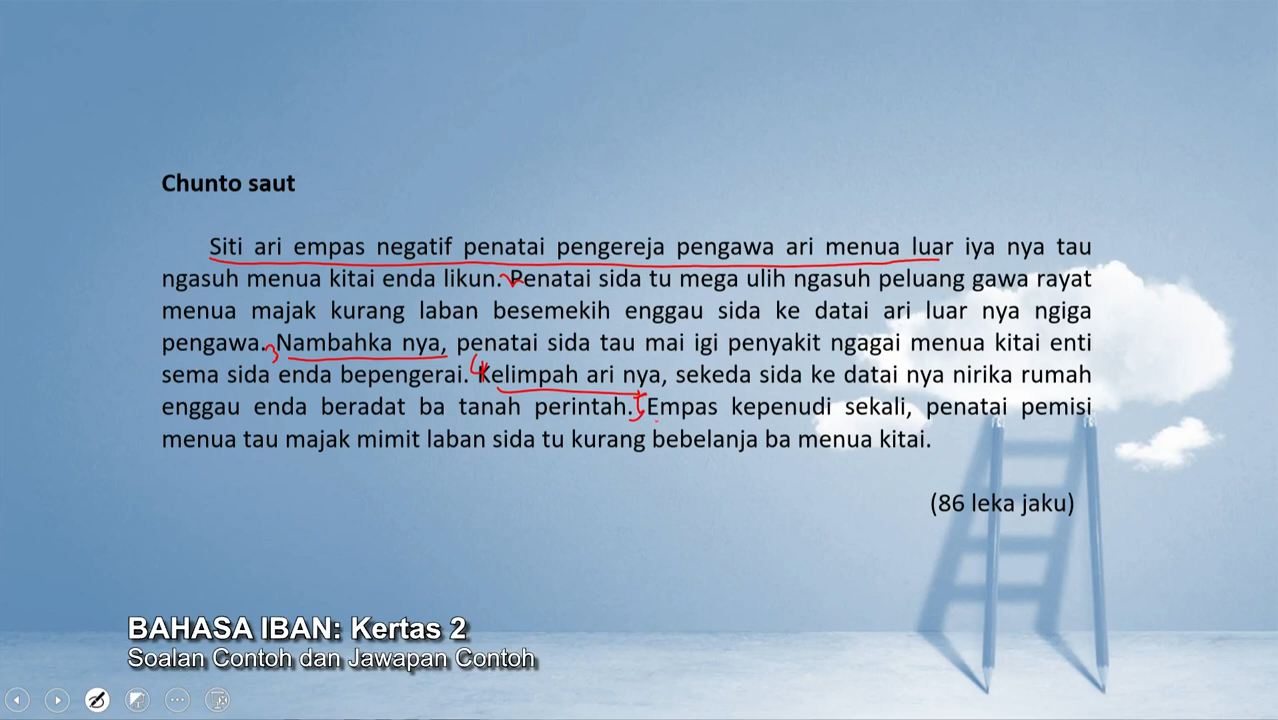 Chunto saut
Siti ari empas negatif penatai pengereja pengawa ari menua luar iya nya tau
ngasuh menua kitai enda likun. Penatai sida tu mega ulih ngasuh peluang gawa rayat
menua majak kurang laban besemekih enggau sida ke datai ari luar nya ngiga
pengawa. 3 Nambahka nya, penatai sida tau mai igi penyakit ngagai menua kitai enti
sema sida enda bepengerai. 4 Kelimpah ari nya, sekeda sida ke datai nya nirika rumah
enggau enda beradat ba tanah perintah. 5 Empas kepenudi sekali, penatai pemisi
menua tau majak mimit laban sida tu kurang bebelanja ba menua kitai.
(86 leka jaku)
BAHASA IBAN: Kertas 2
Soalan Contoh dan Jawapan Contoh